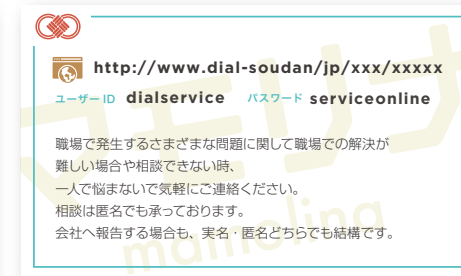 http://www.dial-soudan/jp/xxx/xxxxx
ユーザーID dialservice パスワード serviceonline
職場で発生するさまざまな問題に関して職場での解決が
難しい場合や相談できない時、
一人で悩まないで気軽にご連絡ください。
相談は匿名でも承っております。
会社へ報告する場合も、実名・匿名どちらでも結構です。
マモリナ
mamolina